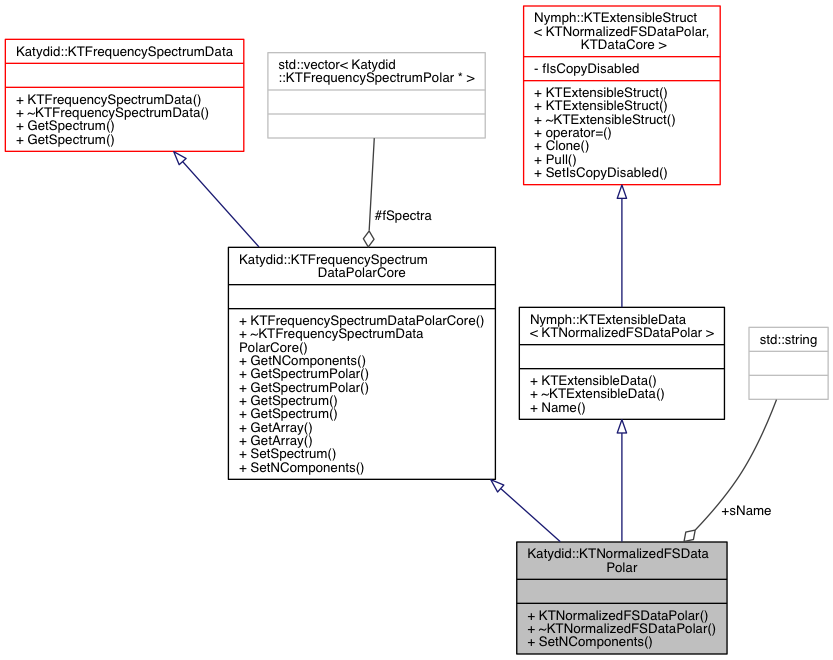 Katydid::KTFrequencySpectrumData
+ KTFrequencySpectrumData()
+ ~KTFrequencySpectrumData()
+ GetSpectrum()
+ GetSpectrum()
std::vector< Katydid
::KTFrequencySpectrumPolar * >
Nymph::KTExtensibleStruct
< KTNormalizedFSDataPolar,
KTDataCore >
- fIsCopyDisabled
+ KTExtensibleStruct()
+ KTExtensibleStruct()
+ ~KTExtensibleStruct()
+ operator=()
+ Clone()
+ Pull()
+ SetIsCopyDisabled()
#fSpectra
Katydid::KTFrequencySpectrum
DataPolarCore
+ KTFrequencySpectrumDataPolarCore()
+ ~KTFrequencySpectrumData
PolarCore()
+ GetNComponents()
+ GetSpectrumPolar()
+ GetSpectrumPolar()
+ GetSpectrum()
+ GetSpectrum()
+ GetArray()
+ GetArray()
+ SetSpectrum()
+ SetNComponents()
Nymph::KTExtensibleData
< KTNormalizedFSDataPolar >
+ KTExtensibleData()
+ ~KTExtensibleData()
+ Name()
std::string
+sName
Katydid::KTNormalizedFSData
Polar
+ KTNormalizedFSDataPolar()
+ ~KTNormalizedFSDataPolar()
+ SetNComponents()